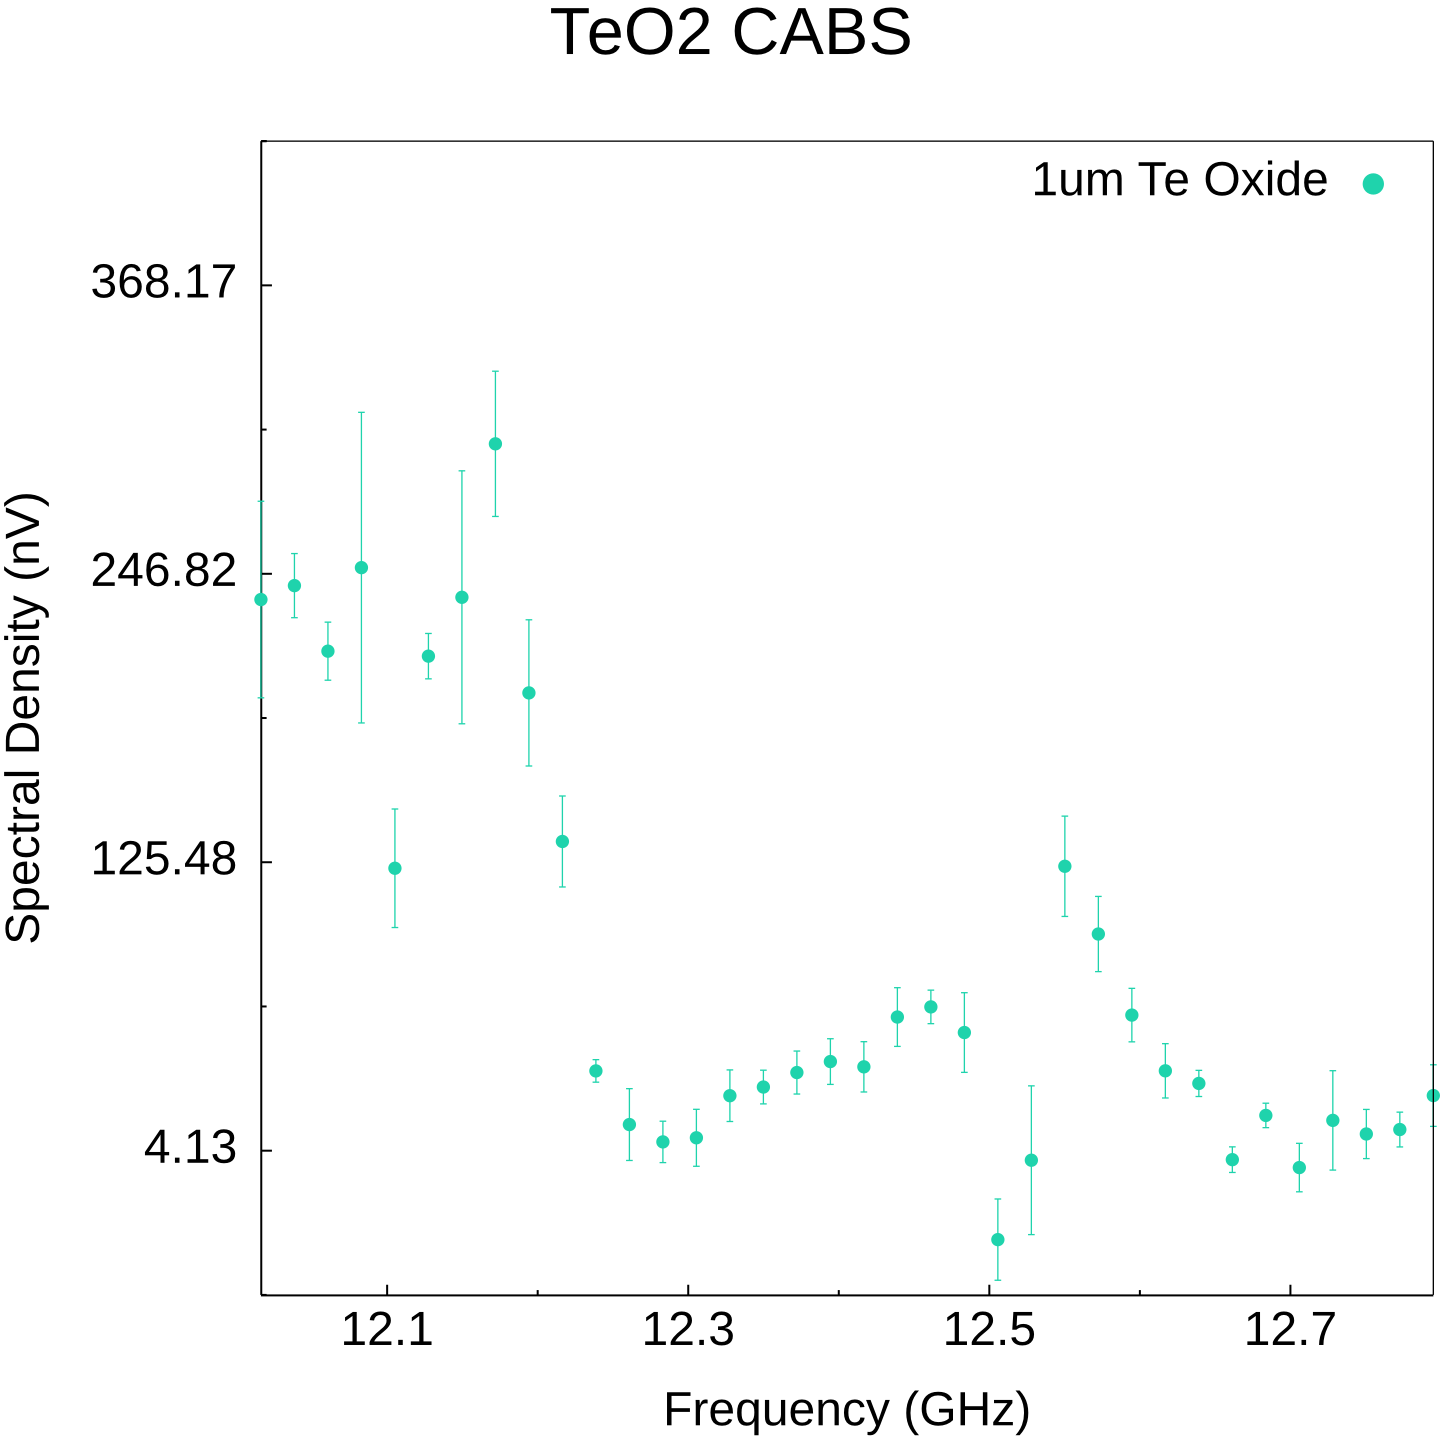 TeO2 CABS
1um Te Oxide
368.17
246.82
125.48
4.13
Spectral Density (nV)
12.1 12.3 12.5 12.7
Frequency (GHz)